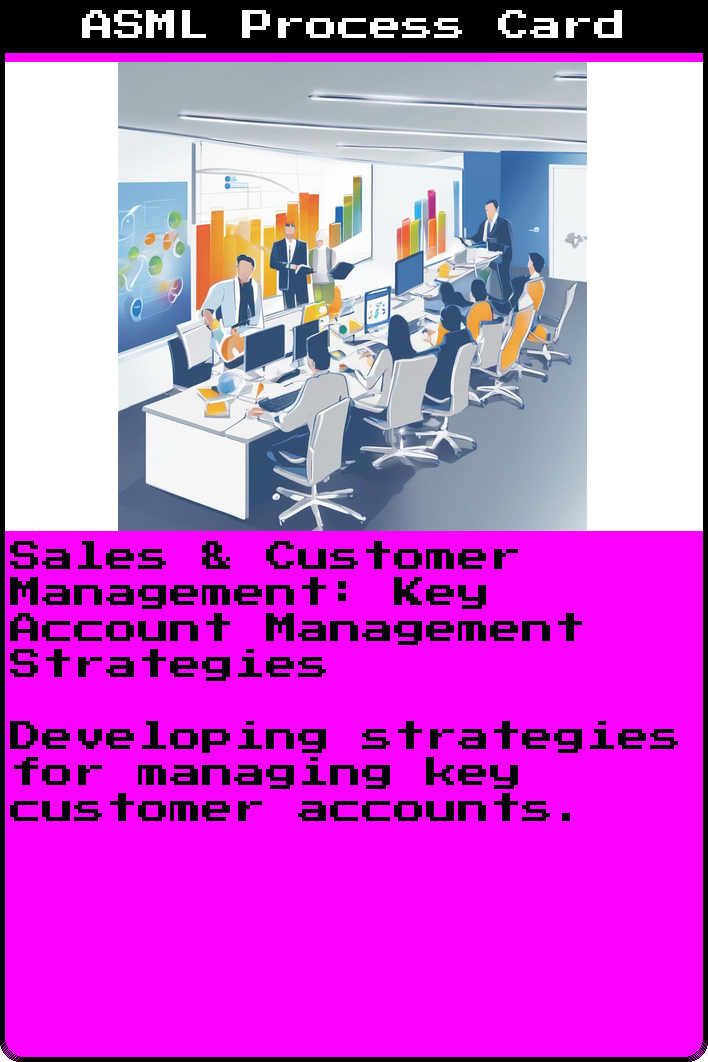 ASML Process Card
Sales & Customer
Management: Key
Account Management
Strategies
Developing strategies
for managing key
customer accounts.